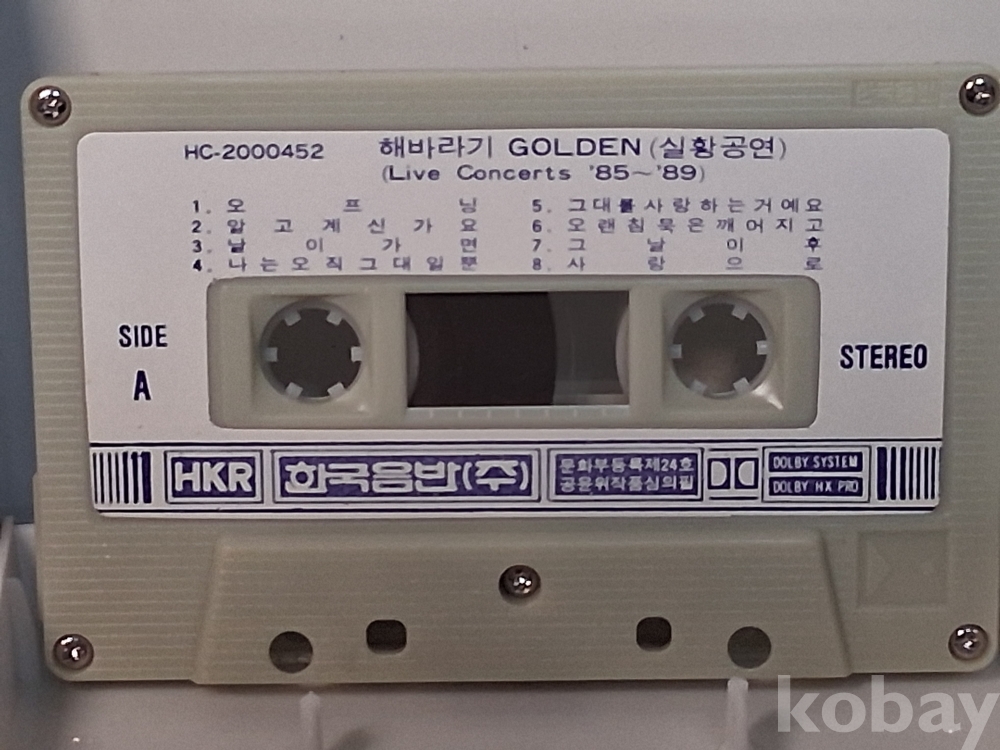 HC-2000452 해바라기 GOLDEN (실황공연)
(Live Concerts '85~'89)
1. 오 프 닝 5. 그대를사랑하는거예요
2. 알 고 계 신 가 요 6. 오랜침묵은깨어지고
3. 날 이 가 면 7. 그 날 이 후
4. 나는오직그대일뿐 8. 사 랑 으 로
SIDE
A
STEREO
HKR 한국음반(주) 문화부등록제24호 DOLBY SYSTEM
공윤위작품심의필 DOLBY HX PRO
kobay